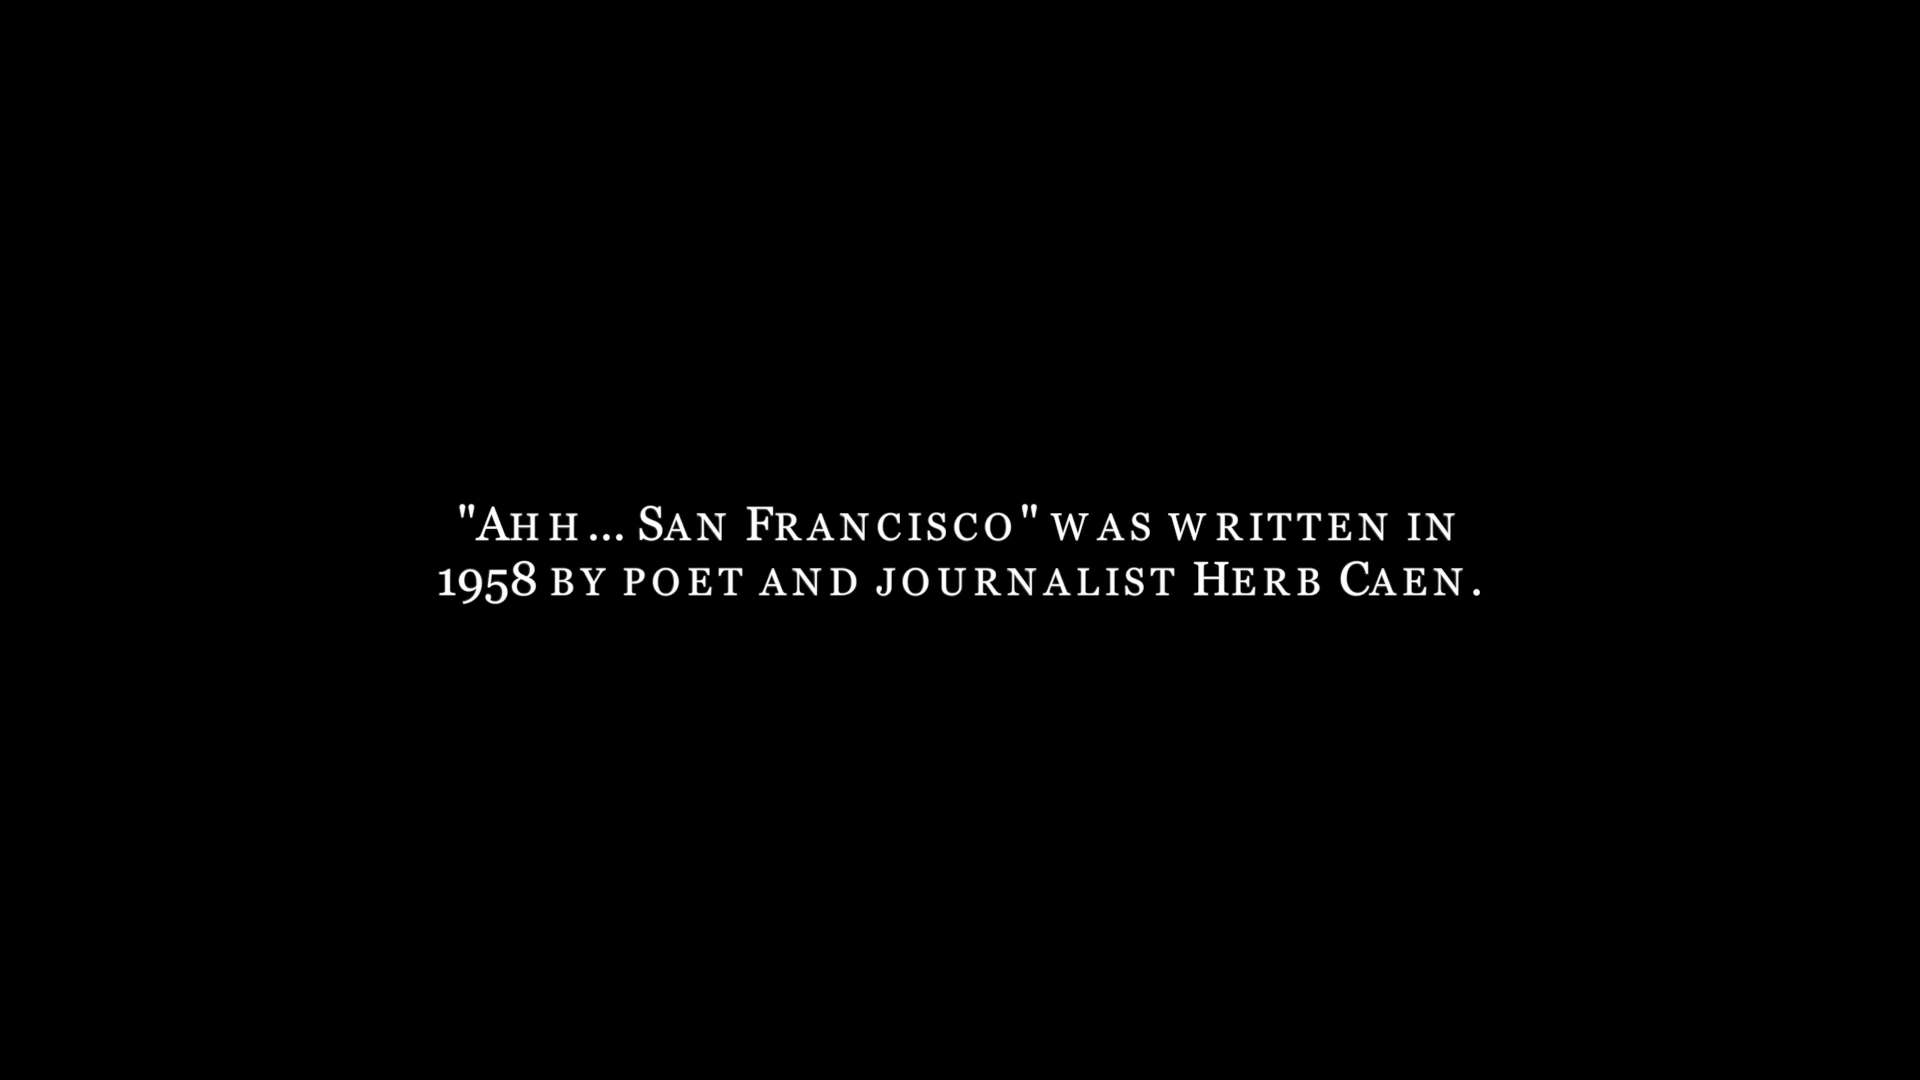 "Ahh... San Francisco" was written in
1958 by poet and journalist Herb Caen.